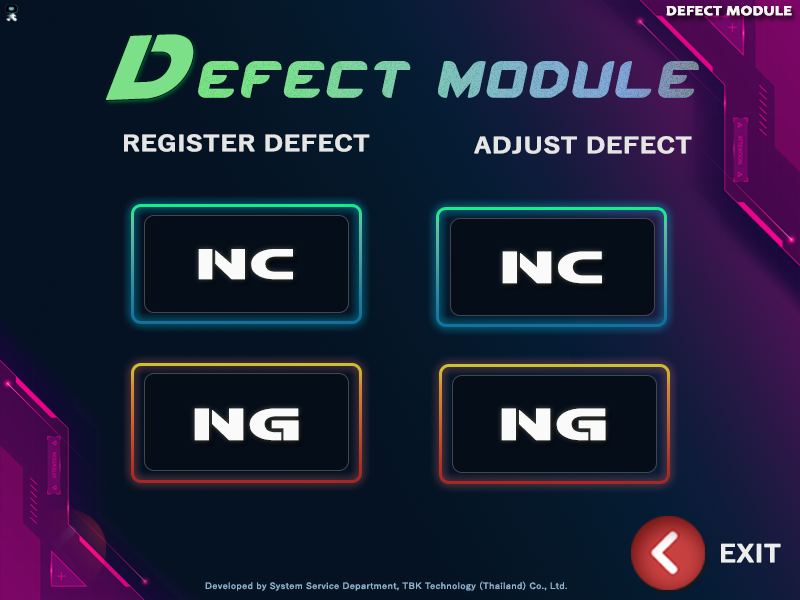 DEFECT MODULE
DEFECT MODULE
REGISTER DEFECT
ADJUST DEFECT
NC
NC
NG
NG
EXIT
Developed by System Service Department, TBK Technology (Thailand) Co., Ltd.